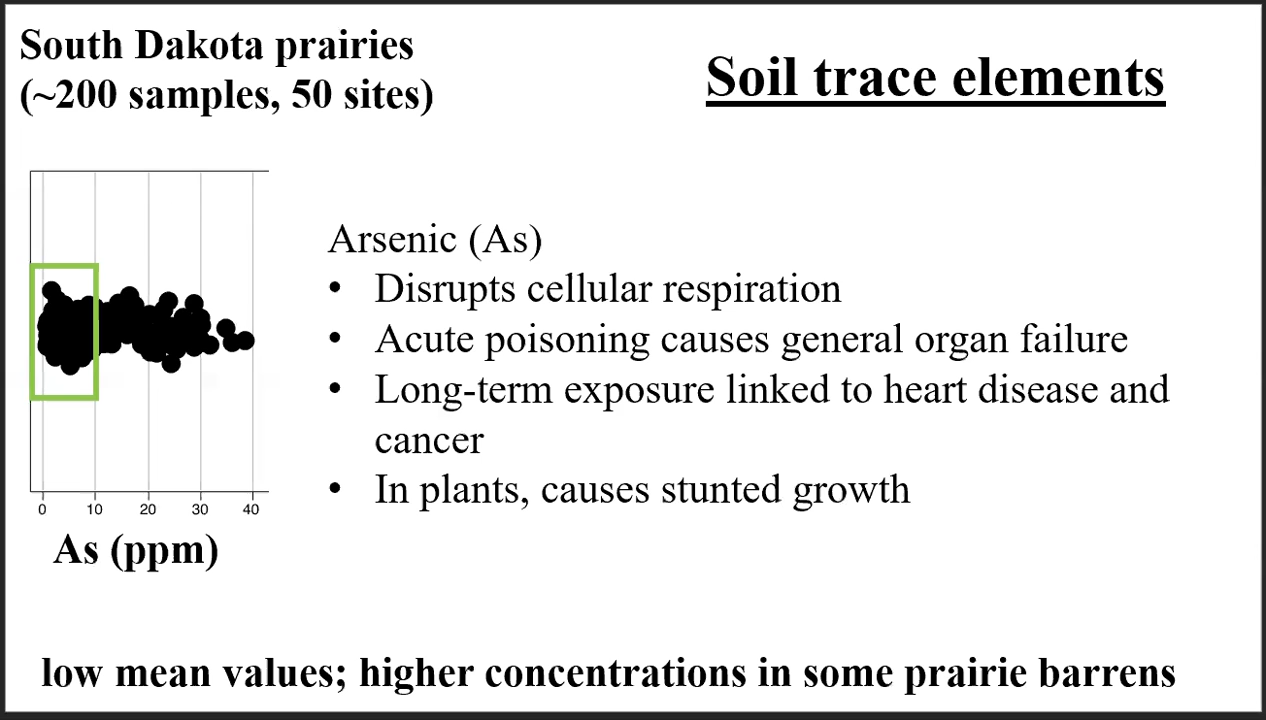 South Dakota prairies
(~200 samples, 50 sites)
Soil trace elements
Arsenic (As)
• Disrupts cellular respiration
• Acute poisoning causes general organ failure
• Long-term exposure linked to heart disease and
cancer
• In plants, causes stunted growth
0 10 20 30 40
As (ppm)
low mean values; higher concentrations in some prairie barrens